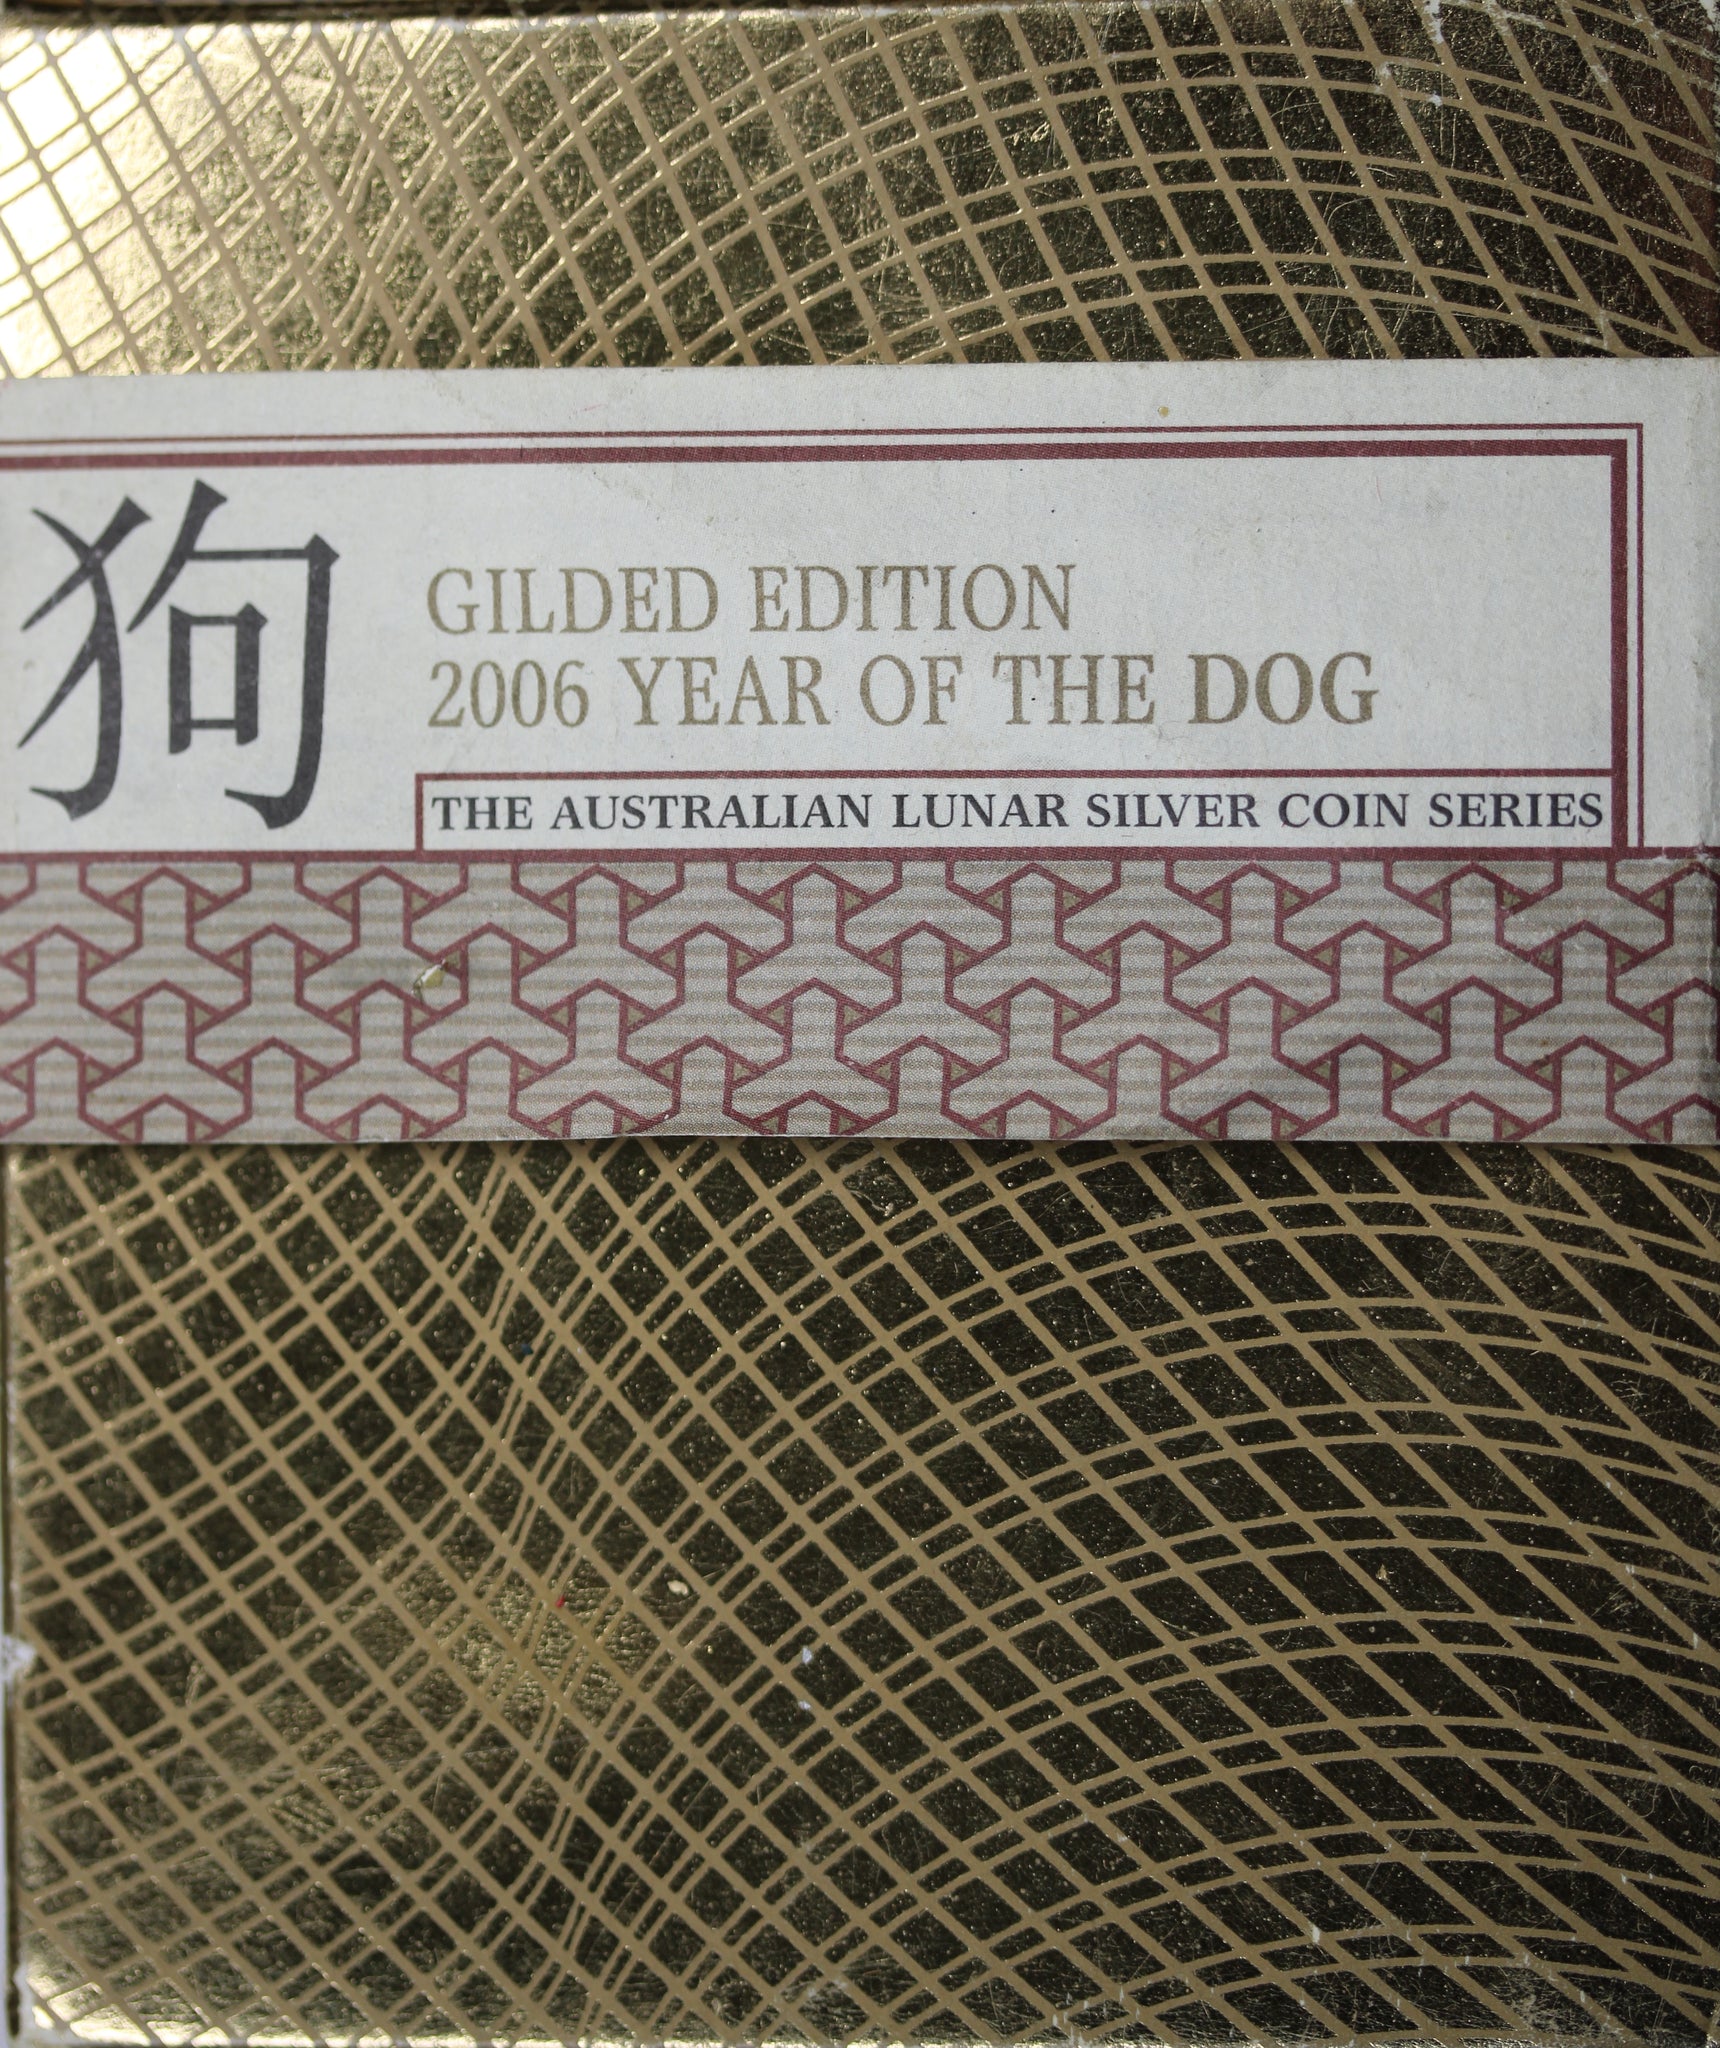 狗
GILDED EDITION
2006 YEAR OF THE DOG
THE AUSTRALIAN LUNAR SILVER COIN SERIES